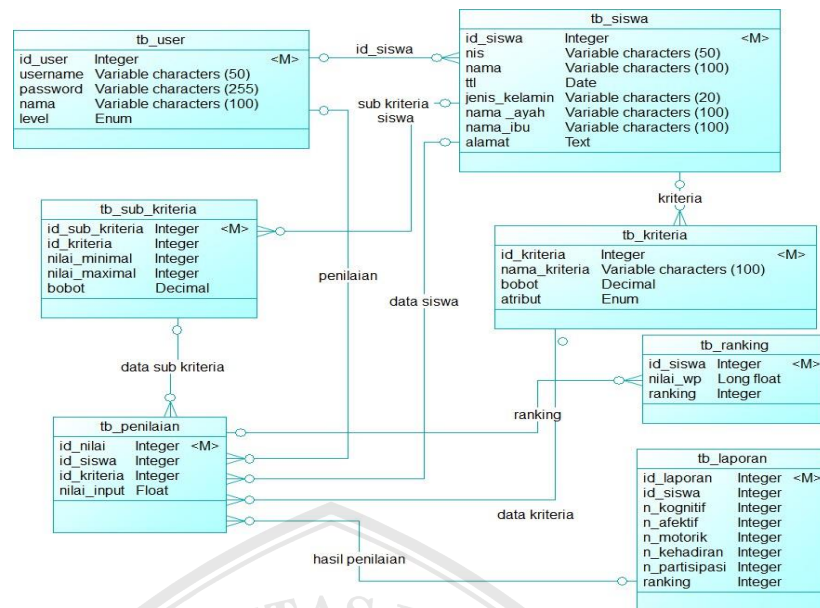 tb_user
id_user Integer <M>
username Variable characters (50)
password Variable characters (255)
nama Variable characters (100)
level Enum
id_siswa
tb_siswa
id_siswa Integer <M>
nis Variable characters (50)
nama Variable characters (100)
ttl Date
jenis_kelamin Variable characters (20)
nama _ayah Variable characters (100)
nama_ibu Variable characters (100)
alamat Text
sub kriteria
siswa
kriteria
tb_sub_kriteria
id_sub_kriteria Integer <M>
id_kriteria Integer
nilai_minimal Integer
nilai_maximal Integer
bobot Decimal
penilaian
data siswa
tb_kriteria
id_kriteria Integer <M>
nama_kriteria Variable characters (100)
bobot Decimal
atribut Enum
data sub kriteria
tb_ranking
id_siswa Integer <M>
nilai_wp Long float
ranking Integer
ranking
tb_penilaian
id_nilai Integer <M>
id_siswa Integer
id_kriteria Integer
nilai_input Float
data kriteria
hasil penilaian
tb_laporan
id_laporan Integer <M>
id_siswa Integer
n_kognitif Integer
n_afektif Integer
n_motorik Integer
n_kehadiran Integer
n_partisipasi Integer
ranking Integer